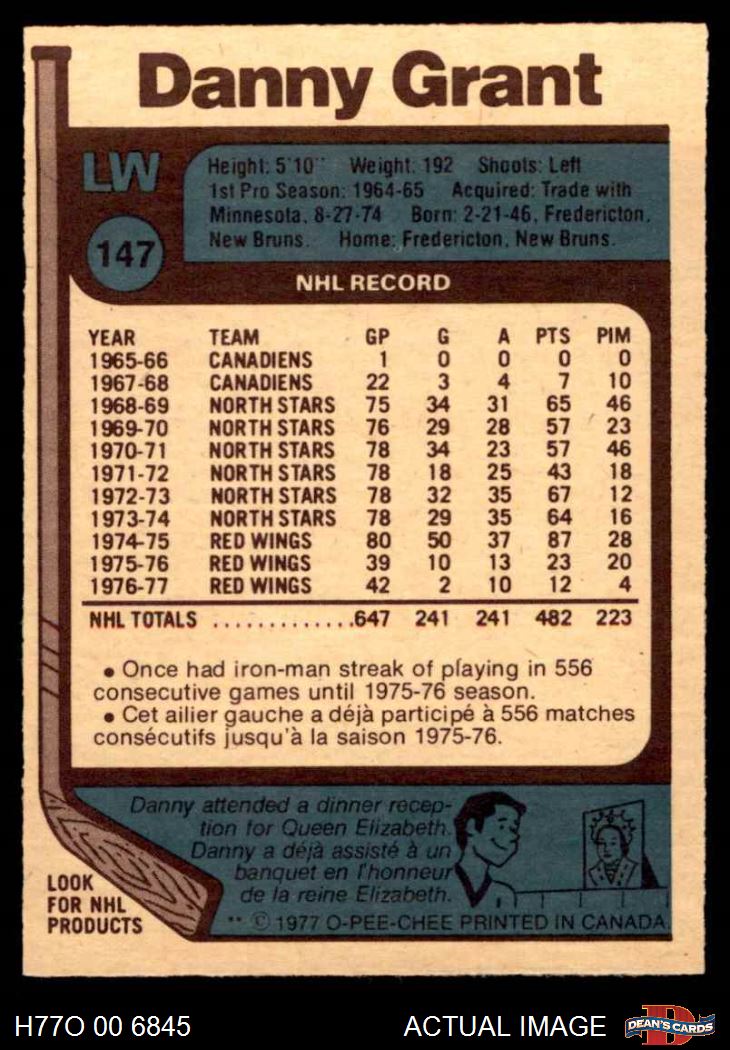 Danny Grant
LW
147
Height: 5'10" Weight: 192 Shoots: Left
1st Pro Season: 1964-65 Acquired: Trade with
Minnesota, 8-27-74 Born: 2-21-46, Fredericton,
New Bruns. Home: Fredericton, New Bruns.
NHL RECORD
YEAR TEAM GP G A PTS PIM
1965-66 CANADIENS 1 0 0 0 0
1967-68 CANADIENS 22 3 4 7 10
1968-69 NORTH STARS 75 34 31 65 46
1969-70 NORTH STARS 76 29 28 57 23
1970-71 NORTH STARS 78 34 23 57 46
1971-72 NORTH STARS 78 18 25 43 18
1972-73 NORTH STARS 78 32 35 67 12
1973-74 NORTH STARS 78 29 35 64 16
1974-75 RED WINGS 80 50 37 87 28
1975-76 RED WINGS 39 10 13 23 20
1976-77 RED WINGS 42 2 10 12 4
NHL TOTALS .............647 241 241 482 223
• Once had iron-man streak of playing in 556
consecutive games until 1975-76 season.
• Cet ailier gauche a déjà participé à 556 matches
consécutifs jusqu'à la saison 1975-76.
Danny attended a dinner recep-
tion for Queen Elizabeth.
Danny a déjà assisté à un
banquet en l'honneur
de la reine Elizabeth.
LOOK
FOR NHL
PRODUCTS
** © 1977 O-PEE-CHEE PRINTED IN CANADA
H77O 00 6845
ACTUAL IMAGE
D
DEAN'S CARDS